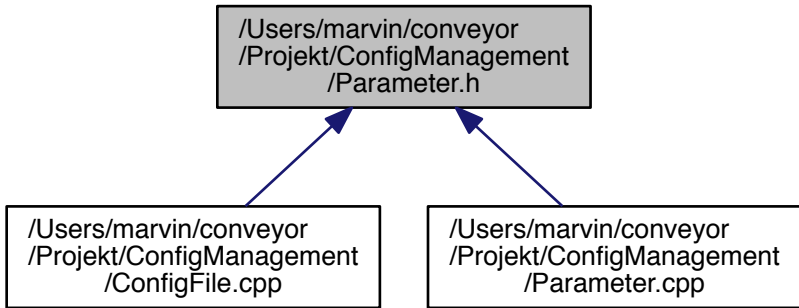 /Users/marvin/conveyor
/Projekt/ConfigManagement
/Parameter.h
/Users/marvin/conveyor
/Projekt/ConfigManagement
/ConfigFile.cpp
/Users/marvin/conveyor
/Projekt/ConfigManagement
/Parameter.cpp